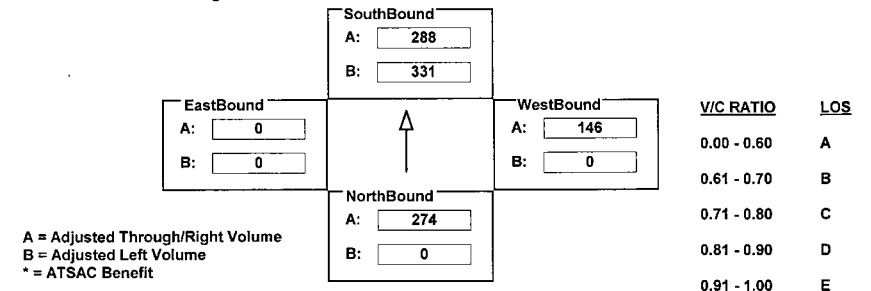 SouthBound
A: 288
B: 331
EastBound
A: 0
B: 0
WestBound
A: 146
B: 0
NorthBound
A: 274
B: 0
A = Adjusted Through/Right Volume
B = Adjusted Left Volume
* = ATSAC Benefit
V/C RATIO LOS
0.00 - 0.60 A
0.61 - 0.70 B
0.71 - 0.80 C
0.81 - 0.90 D
0.91 - 1.00 E